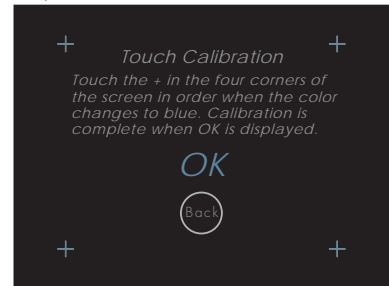 + +
Touch Calibration
Touch the + in the four corners of
the screen in order when the color
changes to blue. Calibration is
complete when OK is displayed.
OK
Back
+ +